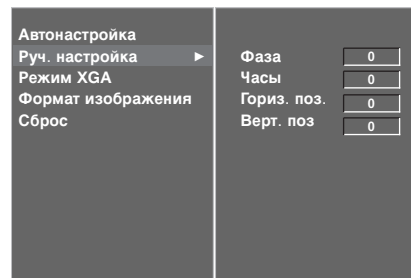 Автонастройка
Руч. настройка ►
Режим XGA
Формат изображения
Сброс
Фаза 0
Часы 0
Гориз. поз. 0
Верт. поз 0